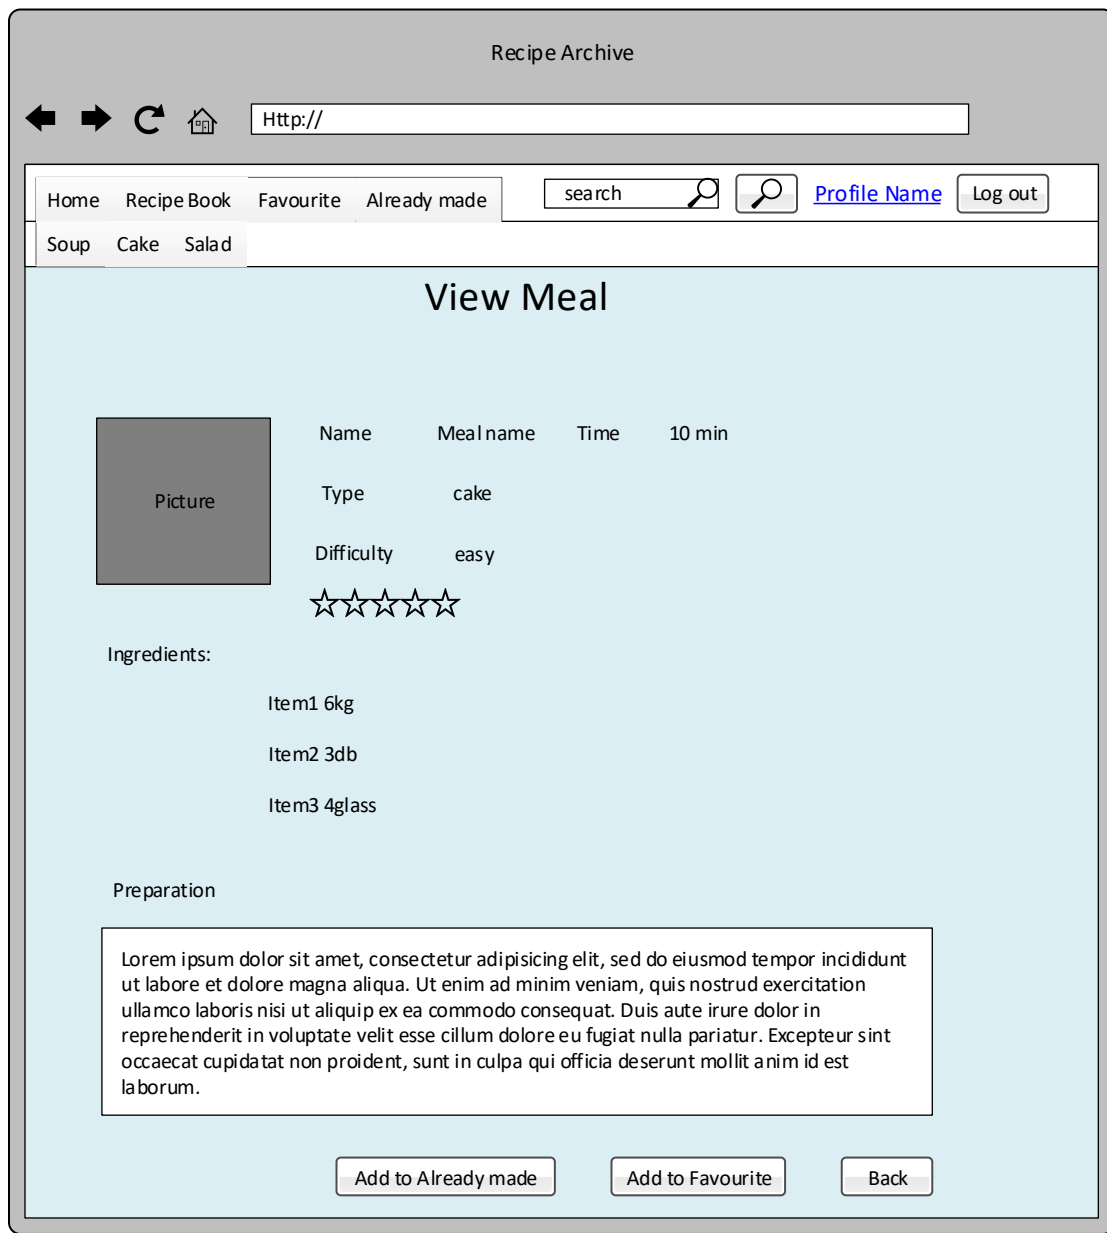 Recipe Archive
Http://
Home Recipe Book Favourite Already made search Profile Name Log out
Soup Cake Salad
View Meal
Name Meal name Time 10 min
Picture
Type cake
Difficulty easy
Ingredients:
Item1 6kg
Item2 3db
Item3 4glass
Preparation
Lorem ipsum dolor sit amet, consectetur adipisicing elit, sed do eiusmod tempor incididunt
ut labore et dolore magna aliqua. Ut enim ad minim veniam, quis nostrud exercitation
ullamco laboris nisi ut aliquip ex ea commodo consequat. Duis aute irure dolor in
reprehenderit in voluptate velit esse cillum dolore eu fugiat nulla pariatur. Excepteur sint
occaecat cupidatat non proident, sunt in culpa qui officia deserunt mollit anim id est
laborum.
Add to Already made Add to Favourite Back